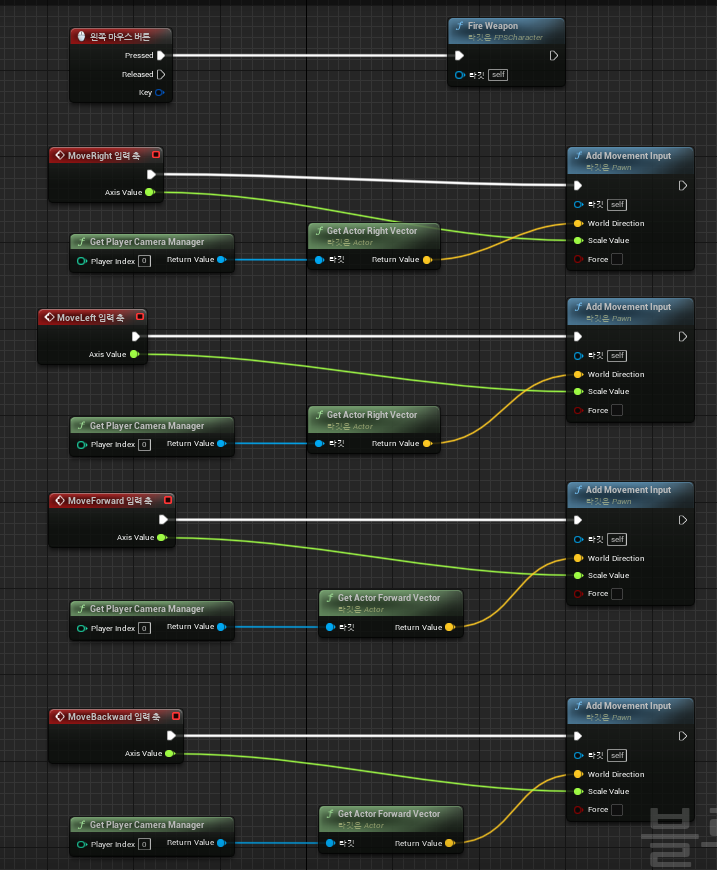 왼쪽 마우스 버튼
Pressed
Released
Key
Fire Weapon
타깃은 FPSCharacter
타깃 self
MoveRight 입력 축
Axis Value
Get Player Camera Manager
Player Index 0 Return Value
Get Actor Right Vector
타깃은 Actor
타깃 Return Value
Add Movement Input
타깃은 Pawn
타깃 self
World Direction
Scale Value
Force
MoveLeft 입력 축
Axis Value
Get Player Camera Manager
Player Index 0 Return Value
Get Actor Right Vector
타깃은 Actor
타깃 Return Value
Add Movement Input
타깃은 Pawn
타깃 self
World Direction
Scale Value
Force
MoveForward 입력 축
Axis Value
Get Player Camera Manager
Player Index 0 Return Value
Get Actor Forward Vector
타깃은 Actor
타깃 Return Value
Add Movement Input
타깃은 Pawn
타깃 self
World Direction
Scale Value
Force
MoveBackward 입력 축
Axis Value
Get Player Camera Manager
Player Index 0 Return Value
Get Actor Forward Vector
타깃은 Actor
타깃 Return Value
Add Movement Input
타깃은 Pawn
타깃 self
World Direction
Scale Value
Force
블